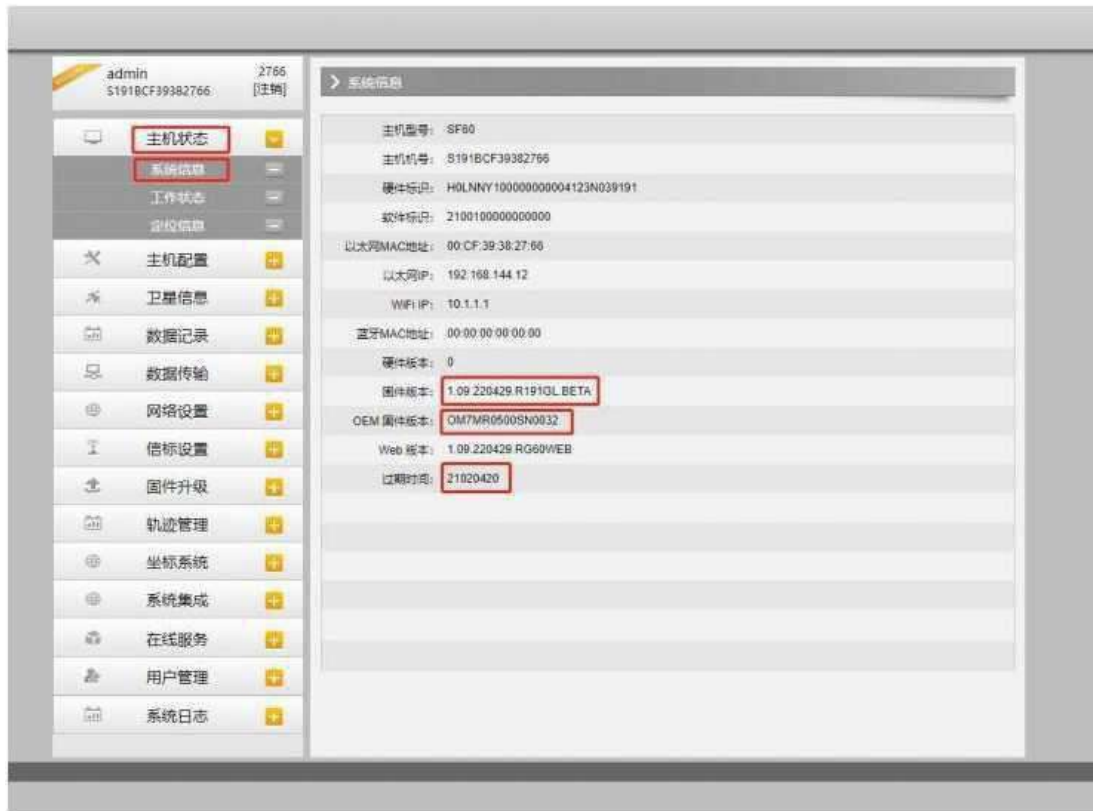 admin 2766
S191BCF39382766 [注销]
主机状态
系统信息
工作状态
定位信息
主机配置
卫星信息
数据记录
数据传输
网络设置
信标设置
固件升级
轨迹管理
坐标系统
系统集成
在线服务
用户管理
系统日志
系统信息
主机型号： SF60
主机机号： S191BCF39382766
硬件标识： H0LNNY100000000004123N039191
软件标识： 2100100000000000
以太网MAC地址： 00:CF:39:38:27:66
以太网IP： 192.168.144.12
WiFi IP： 10.1.1.1
蓝牙MAC地址： 00:00:00:00:00:00
硬件版本： 0
固件版本： 1.09.220429.R191GL.BETA
OEM 固件版本： OM7MR0500SN0032
Web 版本： 1.09.220429.RG60WEB
过期时间： 21020420